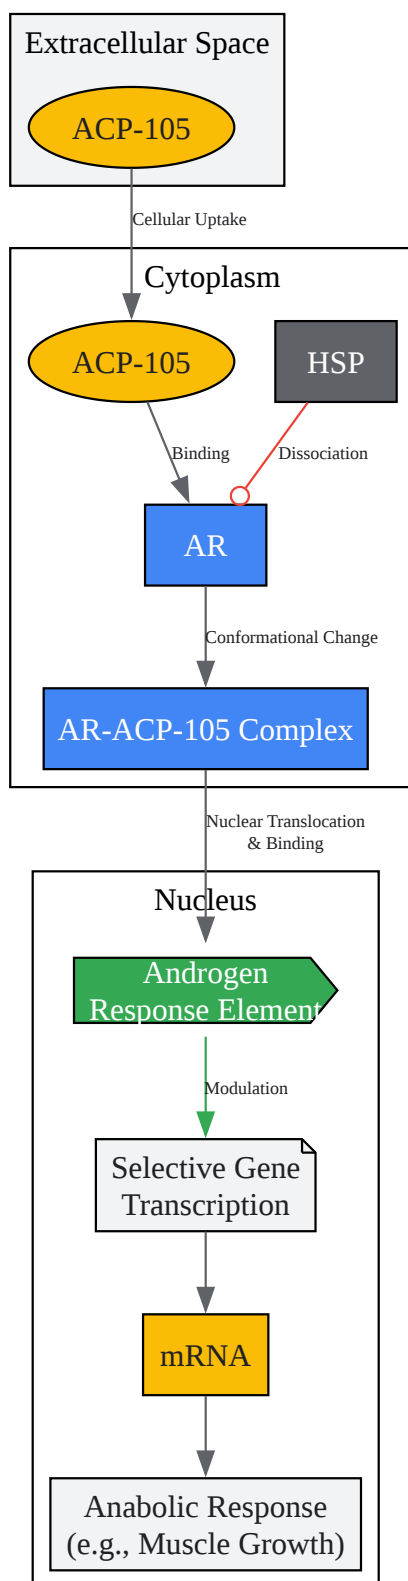 Extracellular Space
ACP-105
Cellular Uptake
Cytoplasm
ACP-105
HSP
Binding
Dissociation
AR
Conformational Change
AR-ACP-105 Complex
Nuclear Translocation
& Binding
Nucleus
Androgen
Response Element
Modulation
Selective Gene
Transcription
mRNA
Anabolic Response
(e.g., Muscle Growth)